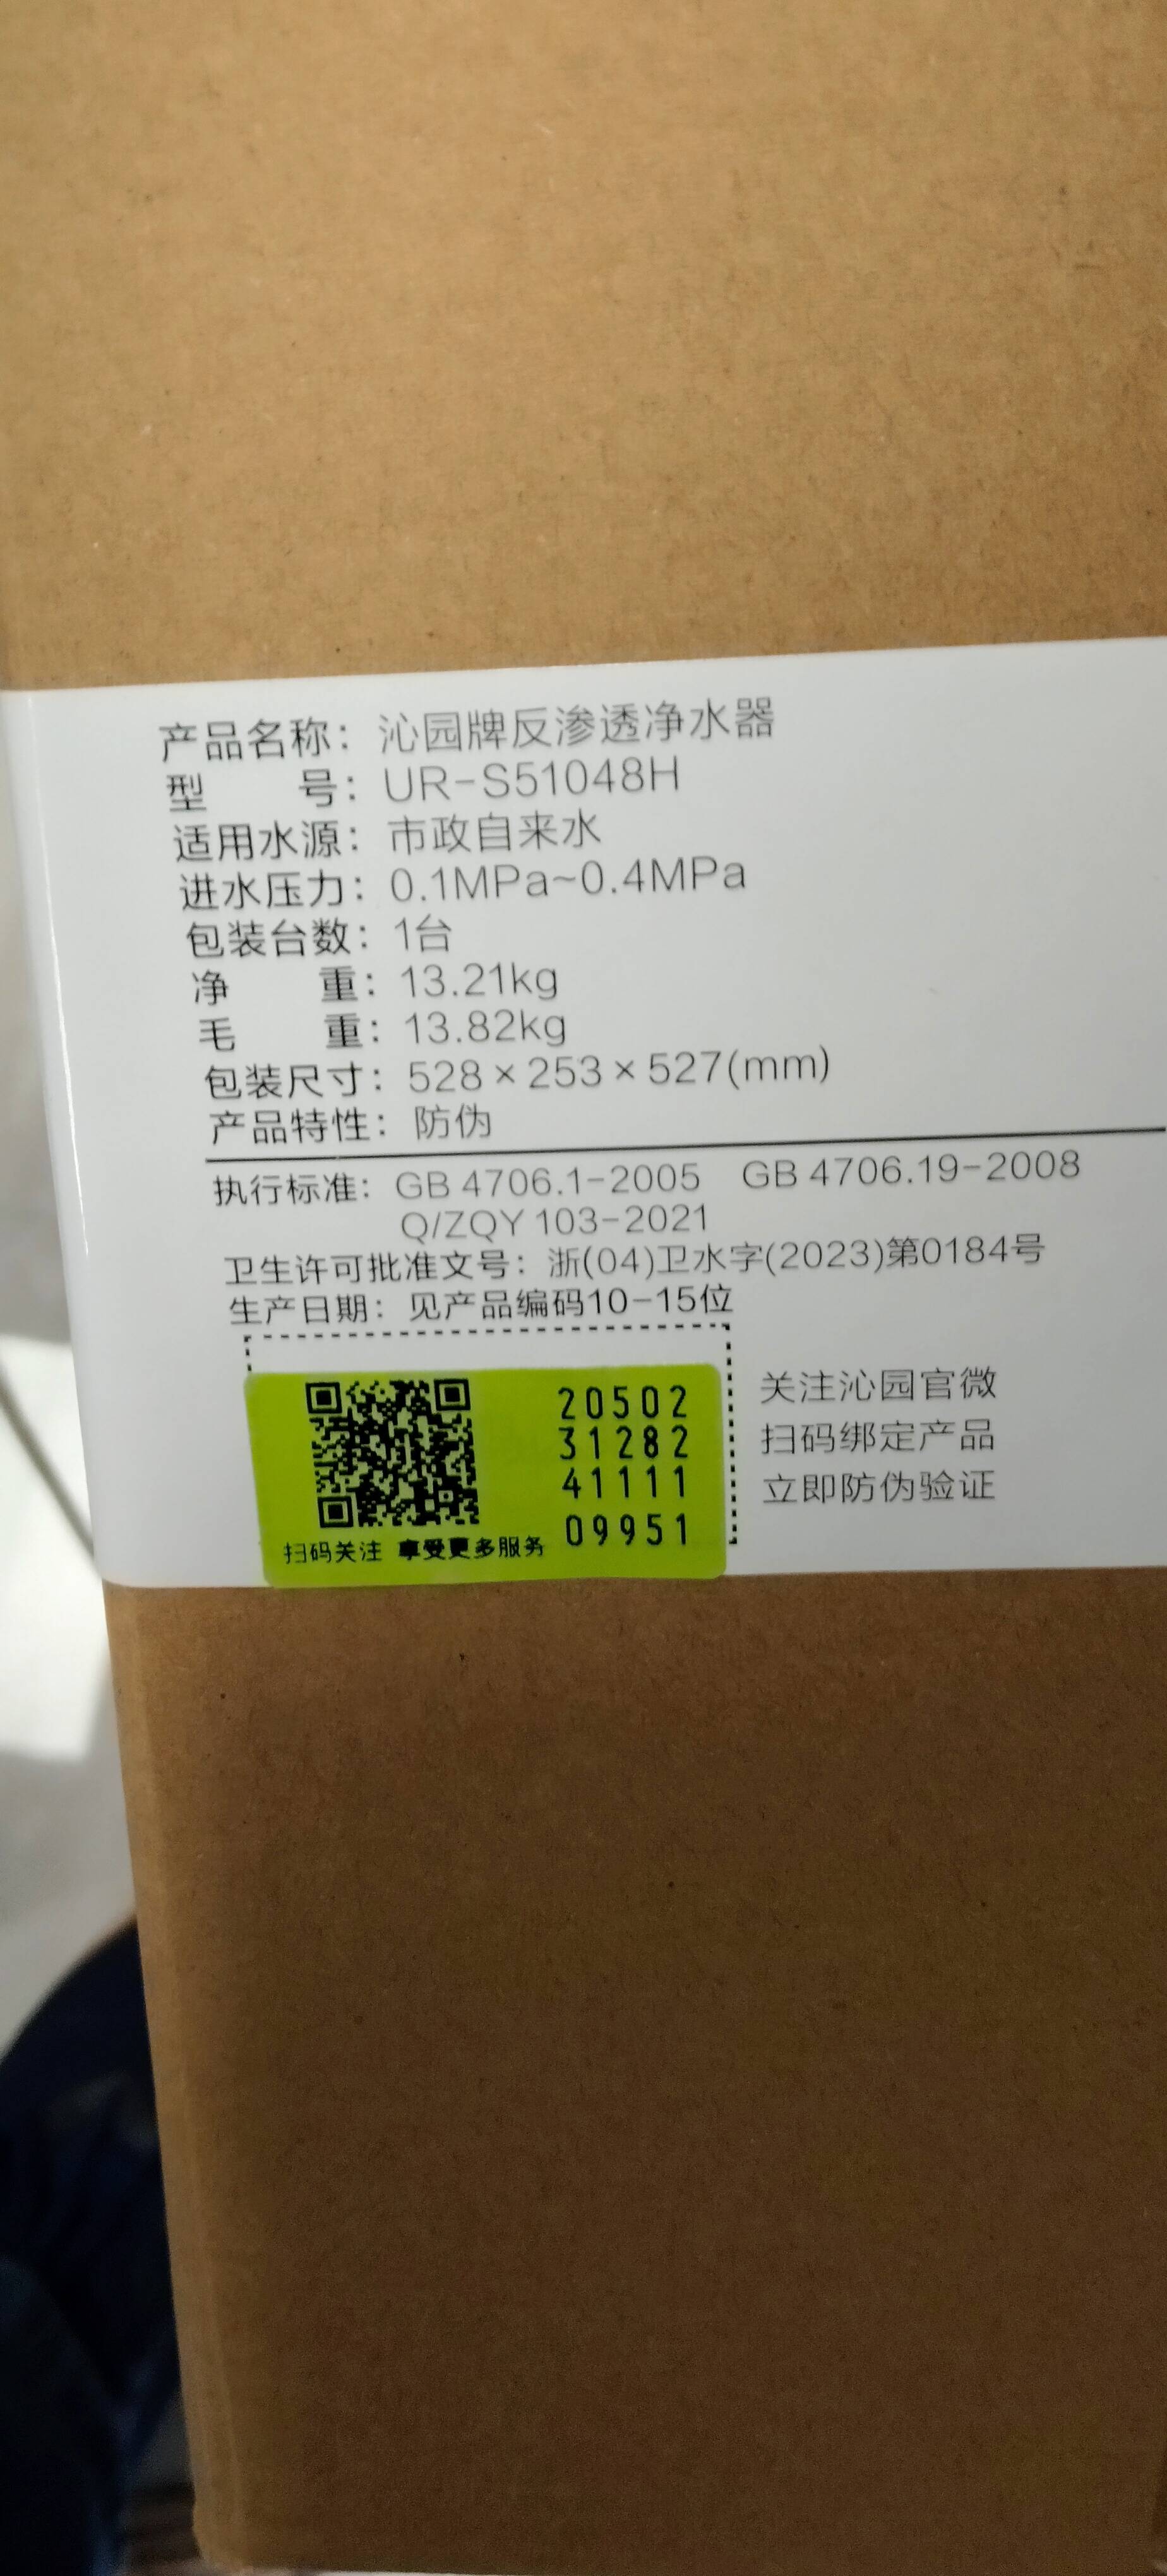 产品名称：沁园牌反渗透净水器
型　　号：UR-S51048H
适用水源：市政自来水
进水压力：0.1MPa~0.4MPa
包装台数：1台
净　　重：13.21kg
毛　　重：13.82kg
包装尺寸：528×253×527(mm)
产品特性：防伪
执行标准：GB 4706.1-2005 GB 4706.19-2008
Q/ZQY 103-2021
卫生许可批准文号：浙(04)卫水字(2023)第0184号
生产日期：见产品编码10-15位
20502
31282
41111
09951
扫码关注 享受更多服务
关注沁园官微
扫码绑定产品
立即防伪验证